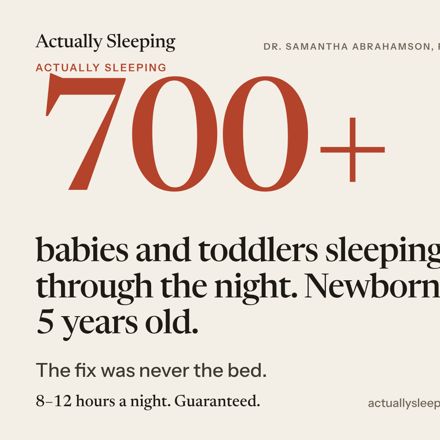 Actually Sleeping
DR. SAMANTHA ABRAHAMSON,
ACTUALLY SLEEPING
700+
babies and toddlers sleeping
through the night. Newborn
5 years old.
The fix was never the bed.
8–12 hours a night. Guaranteed.